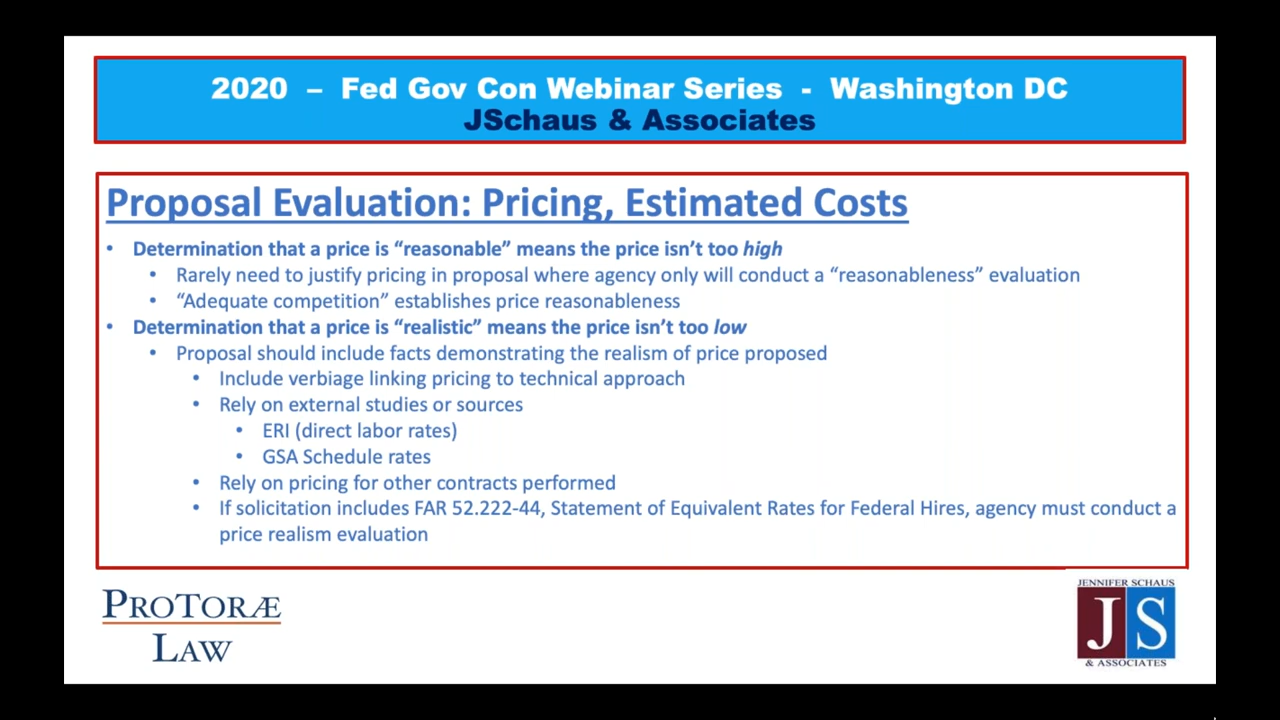 2020 – Fed Gov Con Webinar Series - Washington DC
JSchaus & Associates
Proposal Evaluation: Pricing, Estimated Costs
• Determination that a price is “reasonable” means the price isn’t too high
• Rarely need to justify pricing in proposal where agency only will conduct a “reasonableness” evaluation
• “Adequate competition” establishes price reasonableness
• Determination that a price is “realistic” means the price isn’t too low
• Proposal should include facts demonstrating the realism of price proposed
• Include verbiage linking pricing to technical approach
• Rely on external studies or sources
• ERI (direct labor rates)
• GSA Schedule rates
• Rely on pricing for other contracts performed
• If solicitation includes FAR 52.222-44, Statement of Equivalent Rates for Federal Hires, agency must conduct a
price realism evaluation
PROTORÆ
LAW
JENNIFER SCHAUS
JS
& ASSOCIATES